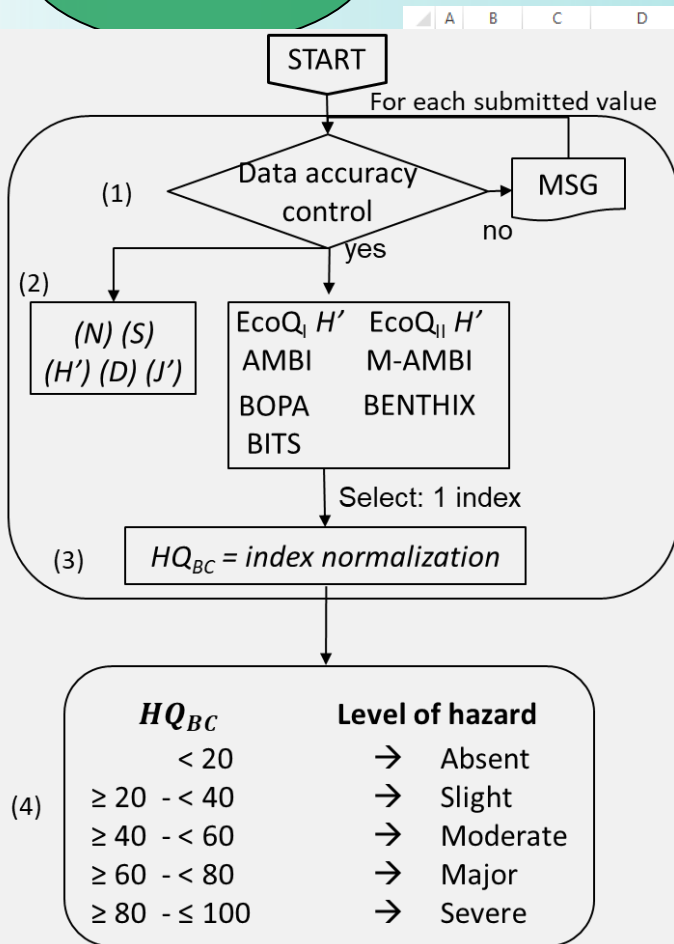 A B C D
START
For each submitted value
(1)
Data accuracy
control
MSG
no
yes
(2)
(N) (S)
(H’) (D) (J’)
EcoQI H’ EcoQII H’
AMBI M-AMBI
BOPA BENTHIX
BITS
Select: 1 index
(3)
HQBC = index normalization
HQBC Level of hazard
< 20 → Absent
≥ 20 - < 40 → Slight
(4)
≥ 40 - < 60 → Moderate
≥ 60 - < 80 → Major
≥ 80 - ≤ 100 → Severe